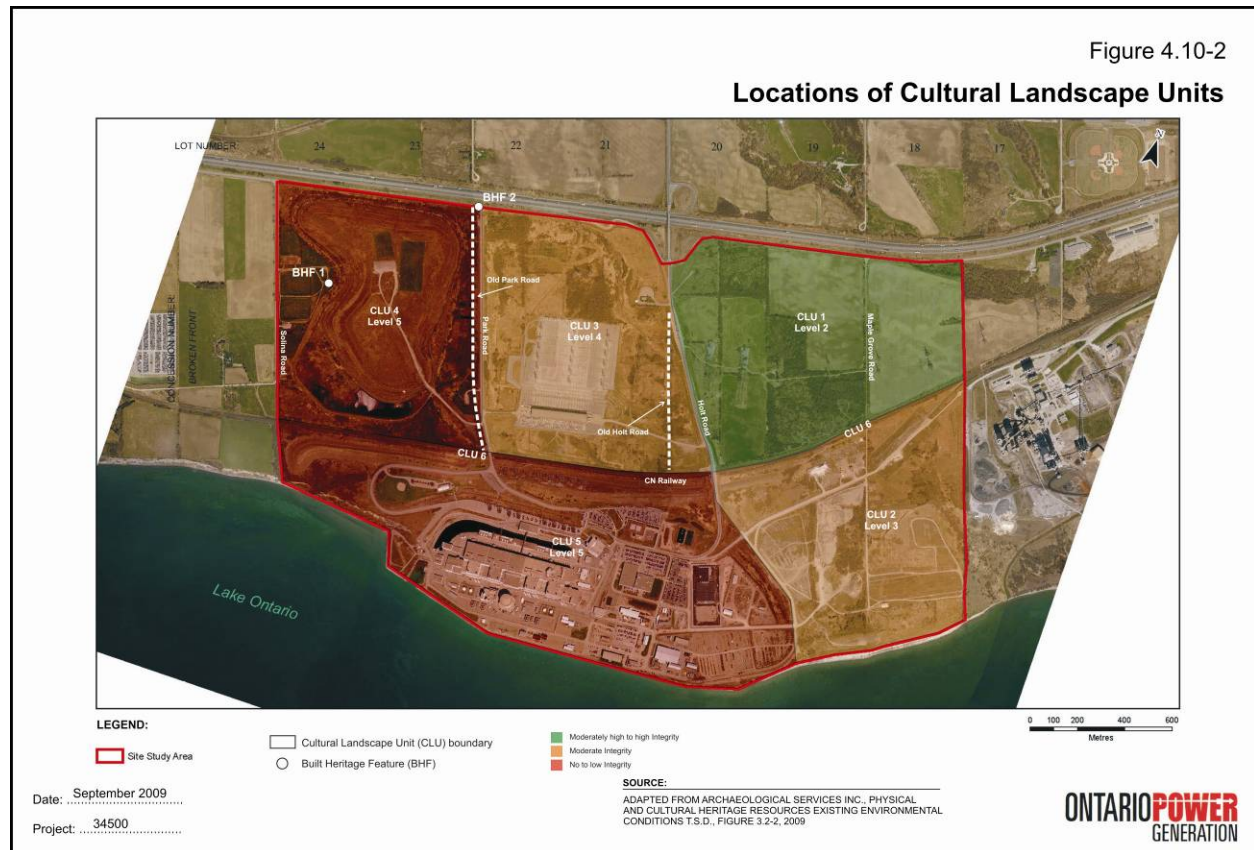 Figure 4.10-2
Locations of Cultural Landscape Units
LOT NUMBER:
24
23
22
21
20
19
18
17
N
BHF 2
BHF 1
Old Park Road
CLU 4
Level 5
CLU 3
Level 4
CLU 1
Level 2
Park Road
Maple Grove Road
Solina Road
CONCESSION NUMBER:
BROKEN FRONT
Old Holt Road
Holt Road
CLU 6
CLU 6
CN Railway
CLU 2
Level 3
CLU 5
Level 5
Lake Ontario
LEGEND:
Site Study Area
Cultural Landscape Unit (CLU) boundary
Built Heritage Feature (BHF)
Moderately high to high Integrity
Moderate Integrity
No to low Integrity
0 100 200 400 600
Metres
SOURCE:
ADAPTED FROM ARCHAEOLOGICAL SERVICES INC., PHYSICAL
AND CULTURAL HERITAGE RESOURCES EXISTING ENVIRONMENTAL
CONDITIONS T.S.D., FIGURE 3.2-2, 2009
Date: September 2009
Project: 34500
ONTARIOPOWER
GENERATION